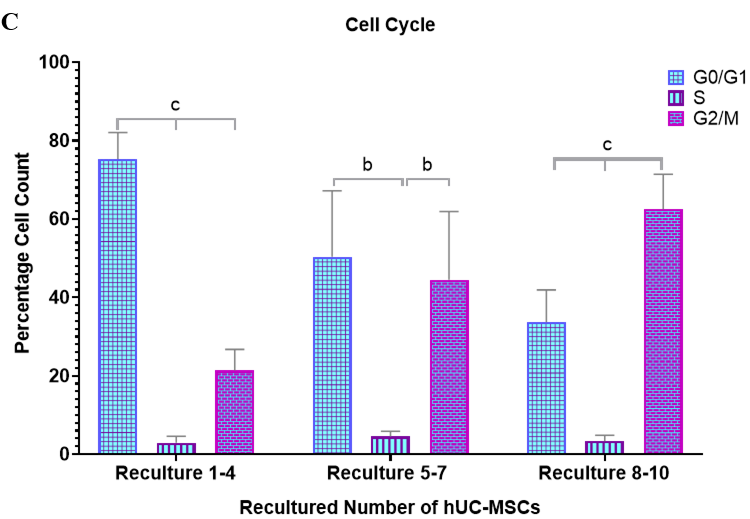 C
Cell Cycle
Percentage Cell Count
100
80
60
40
20
0
c
b b
c
G0/G1
S
G2/M
Reculture 1-4 Reculture 5-7 Reculture 8-10
Recultured Number of hUC-MSCs